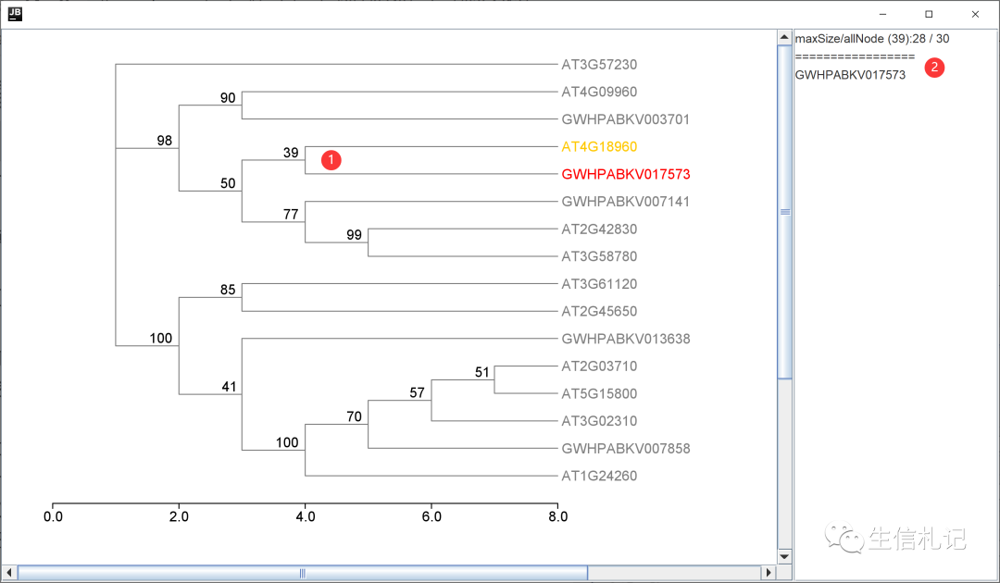 JB
maxSize/allNode (39):28 / 30
=================
GWHPABKV017573
2
AT3G57230
AT4G09960
90
GWHPABKV003701
98
AT4G18960
39
1
GWHPABKV017573
50
GWHPABKV007141
77
AT2G42830
99
AT3G58780
AT3G61120
85
AT2G45650
100
GWHPABKV013638
AT2G03710
51
AT5G15800
41
57
AT3G02310
70
GWHPABKV007858
100
AT1G24260
0.0 2.0 4.0 6.0 8.0
生信札记